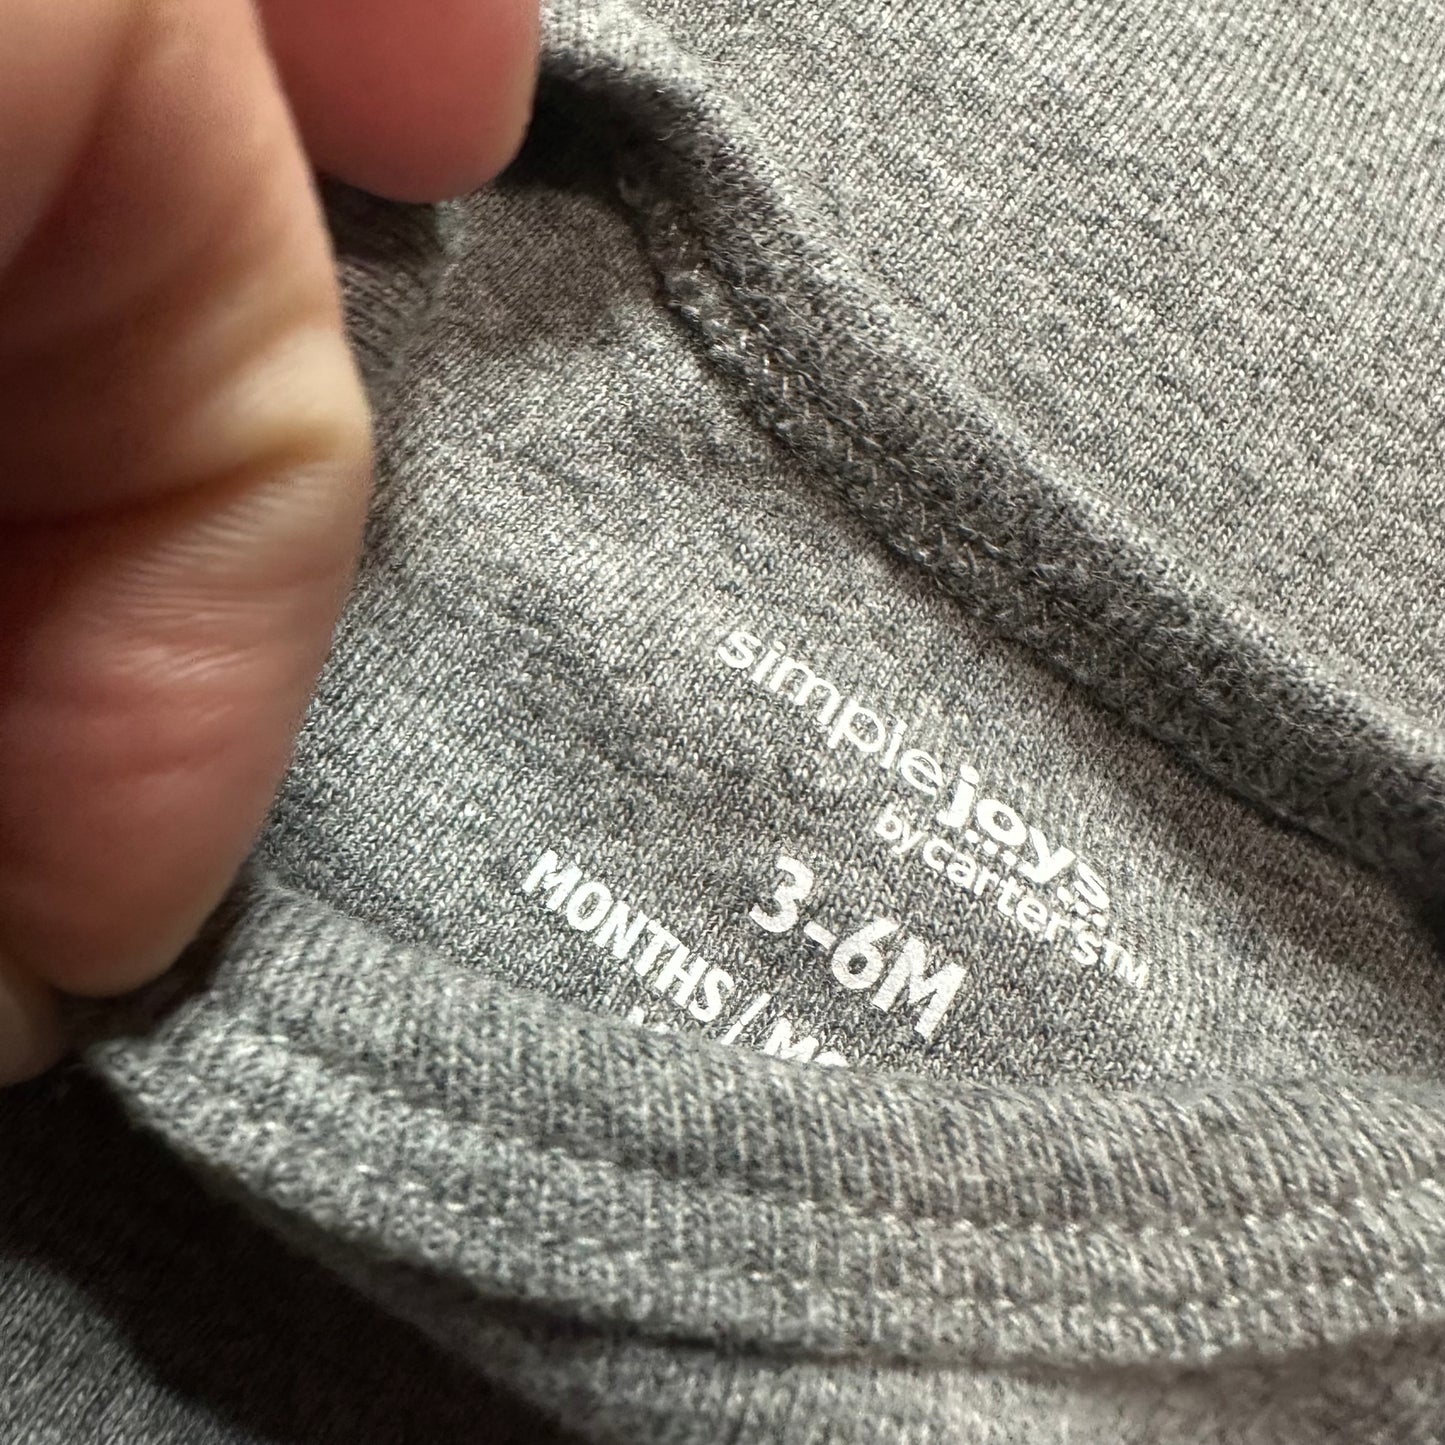 simple joys
by carter's™
3-6M
MONTHS /